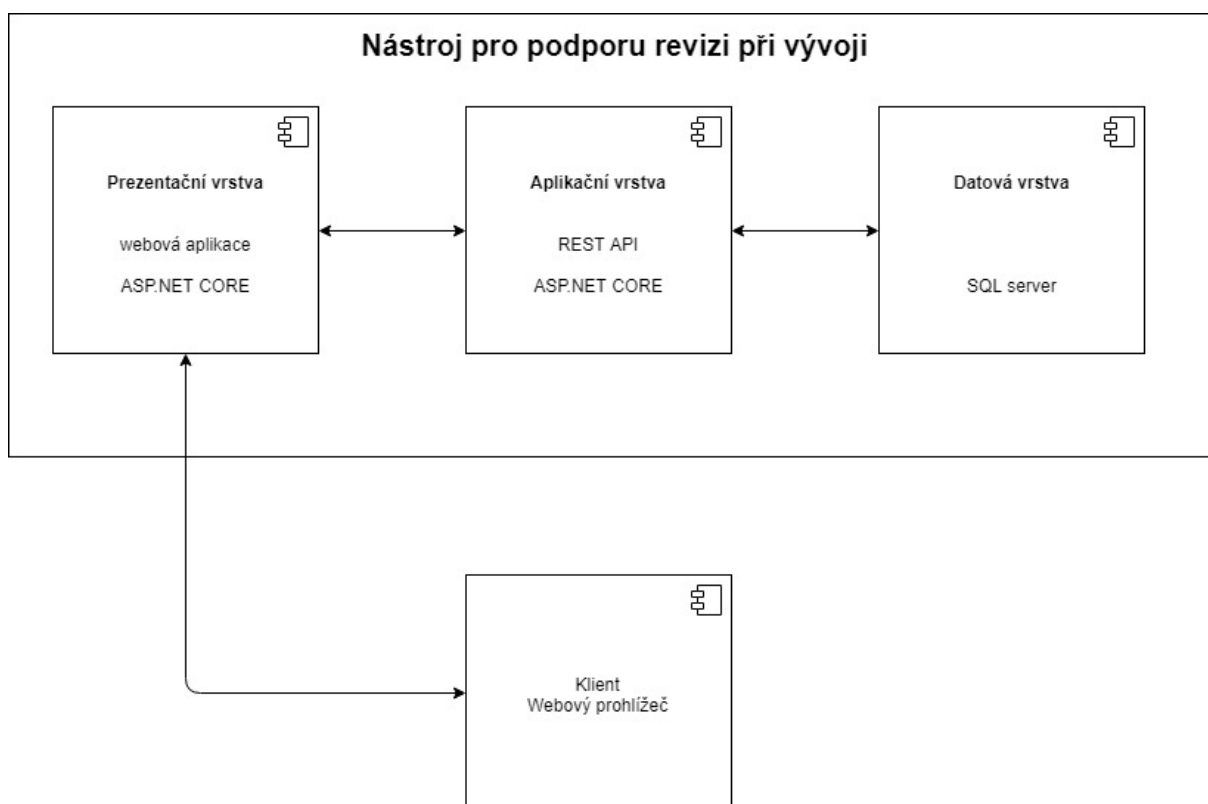 Nástroj pro podporu revizi při vývoji
Prezentační vrstva
webová aplikace
ASP.NET CORE
Aplikační vrstva
REST API
ASP.NET CORE
Datová vrstva
SQL server
Klient
Webový prohlížeč